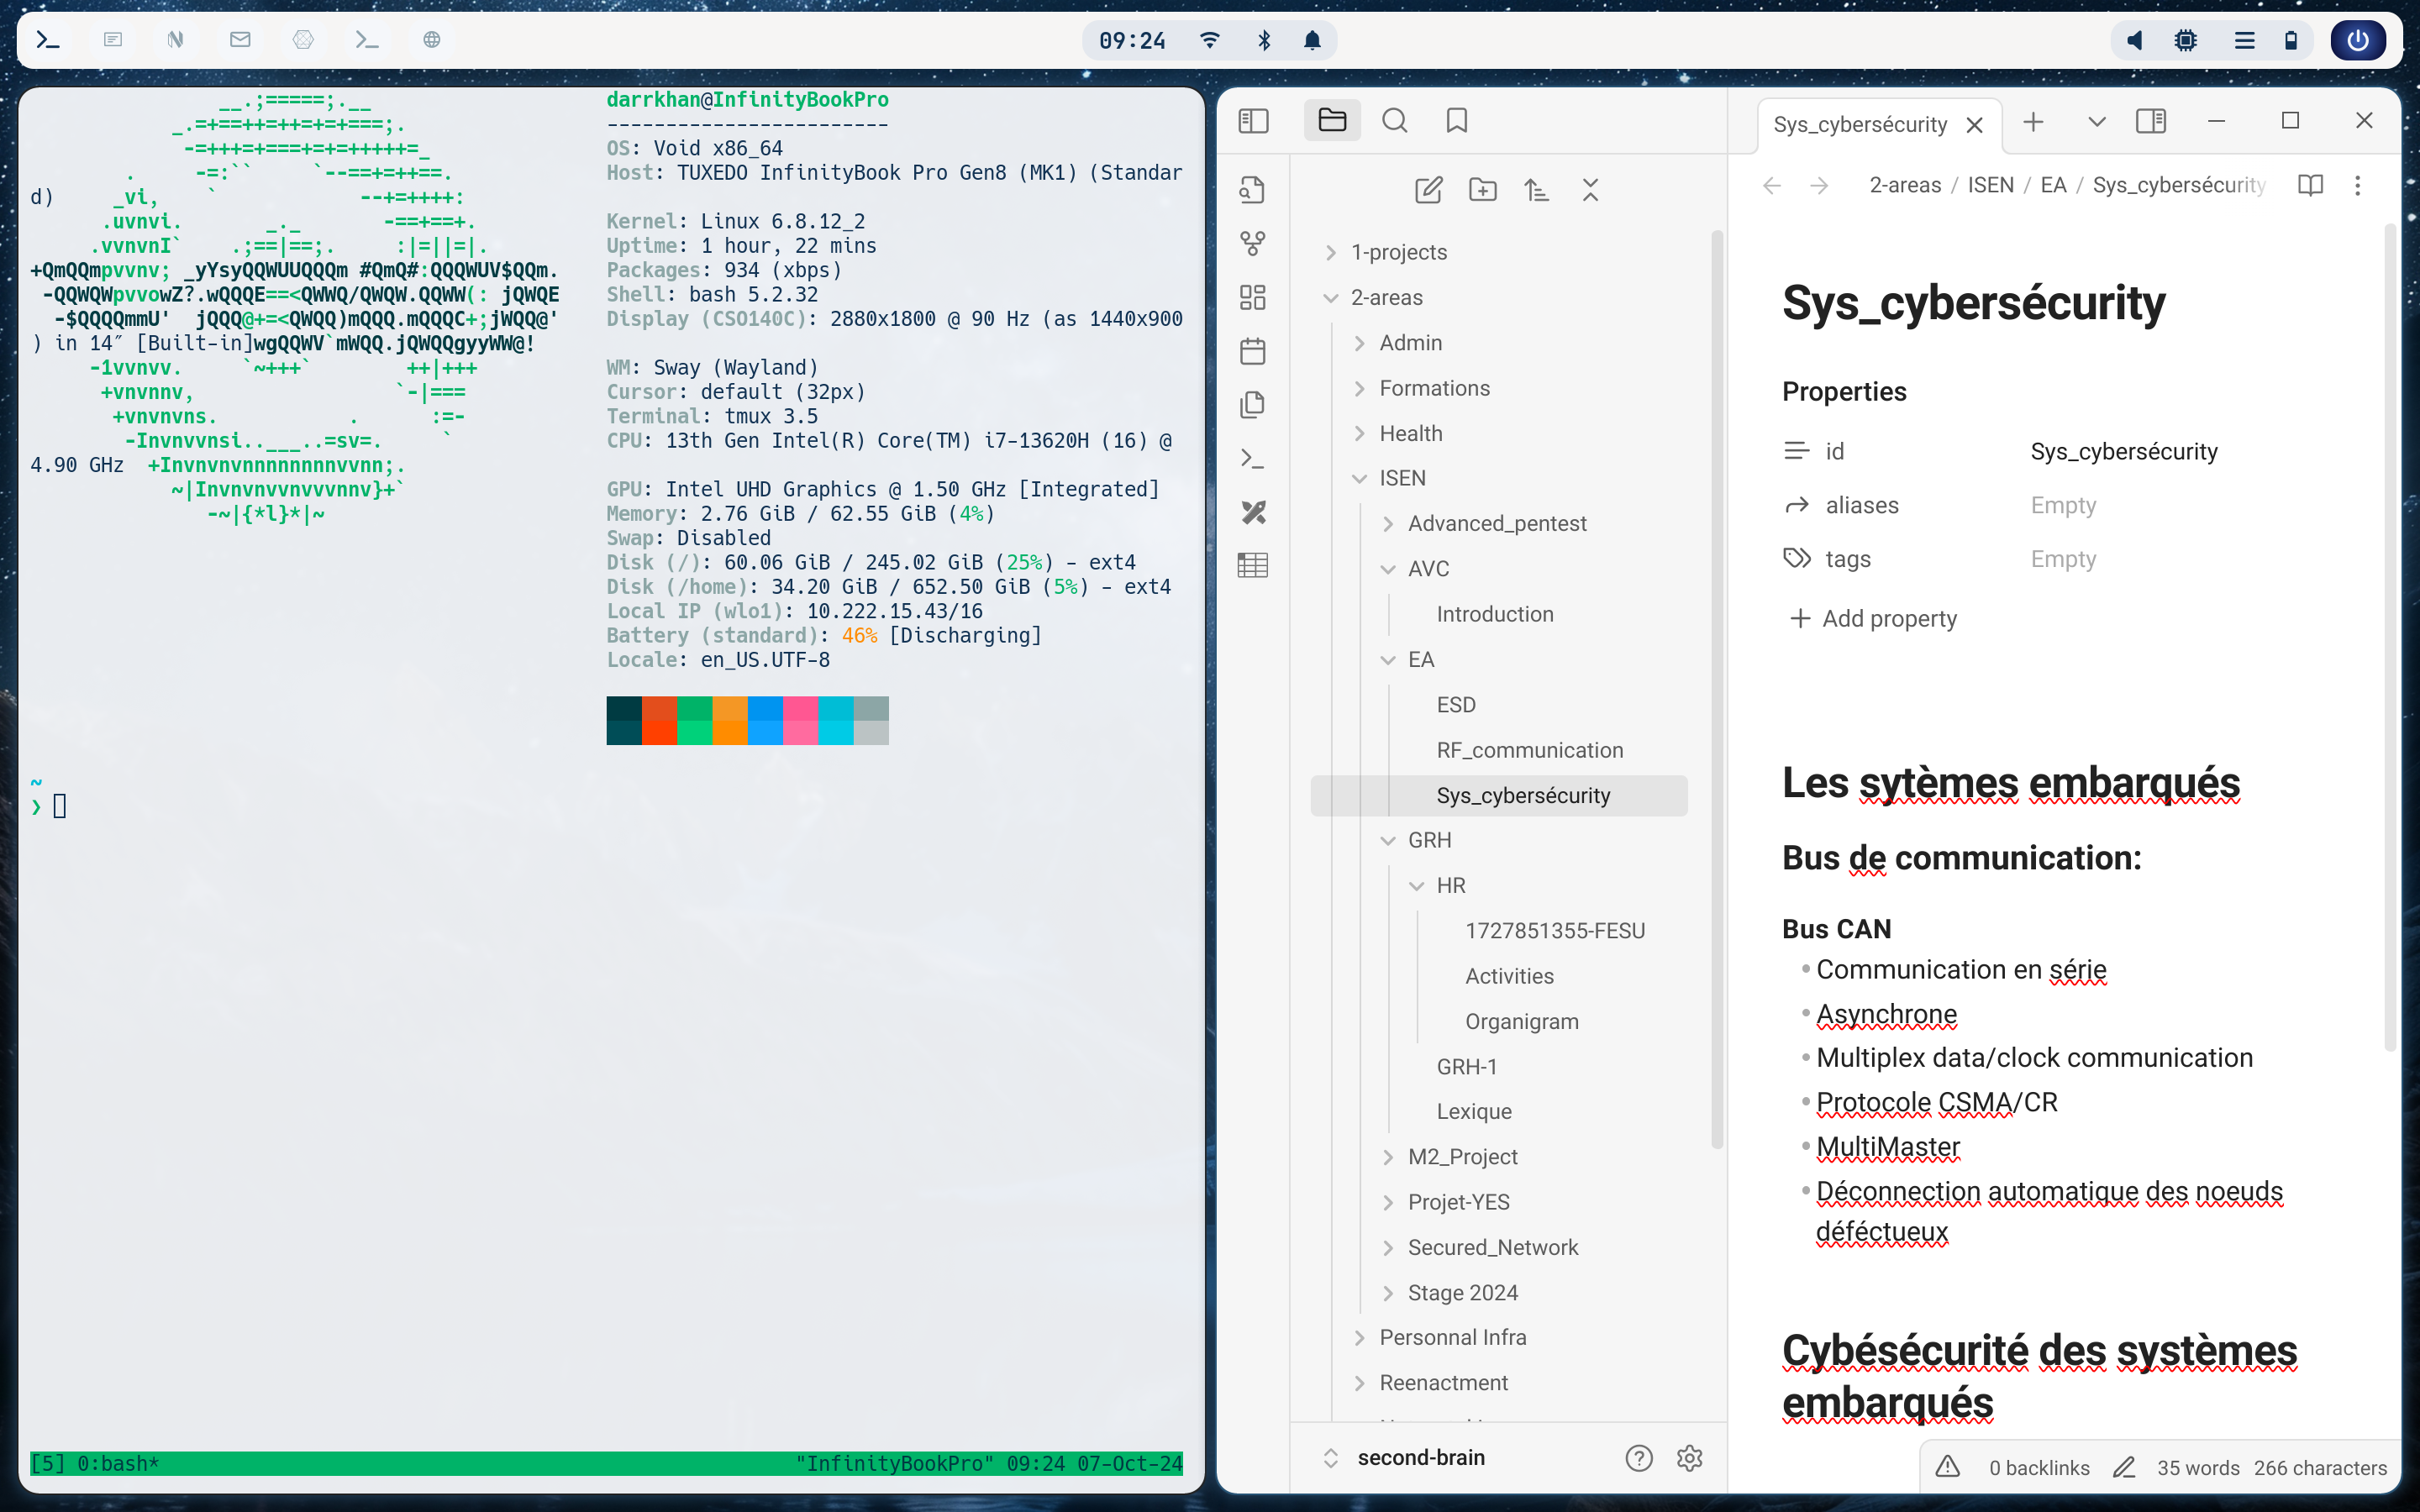 09:24
__.;=====;.__
_.=+==++=++=+=+===;.
-=+++=+===+=+=+++++=_
. -=:`` `--==+=++==.
_vi, ` --+=++++:
.uvnvi. _._ -==+==+.
.vvnvnI` .;==|==;. :|=||=|.
+QmQQmpvvnv; _yYsyQQWUUQQQm #QmQ#:QQQWUV$QQm.
-QQWQWpvvowZ?.wQQQE==<QWWQ/QWQW.QQWW(: jQWQE
-$QQQQmmU' jQQQ@+=<QWQQ)mQQQ.mQQQC+;jWQQ@'
wgQQWV`mWQQ.jQWQQgyyWW@!
-1vvnvv. `~+++` ++|+++
+vnvnnv, `-|===
+vnvnvns. . :=-
-Invnvvnsi..___..=sv=. `
+Invnvnvnnnnnnnnvvnn;.
~|Invnvnvvnvvvnnv}+`
-~|{*l}*|~
darrkhan@InfinityBookPro
------------------------
OS: Void x86_64
Host: TUXEDO InfinityBook Pro Gen8 (MK1) (Standar
d)
Kernel: Linux 6.8.12_2
Uptime: 1 hour, 22 mins
Packages: 934 (xbps)
Shell: bash 5.2.32
Display (CSO140C): 2880x1800 @ 90 Hz (as 1440x900
) in 14″ [Built-in]
WM: Sway (Wayland)
Cursor: default (32px)
Terminal: tmux 3.5
CPU: 13th Gen Intel(R) Core(TM) i7-13620H (16) @
4.90 GHz
GPU: Intel UHD Graphics @ 1.50 GHz [Integrated]
Memory: 2.76 GiB / 62.55 GiB (4%)
Swap: Disabled
Disk (/): 60.06 GiB / 245.02 GiB (25%) - ext4
Disk (/home): 34.20 GiB / 652.50 GiB (5%) - ext4
Local IP (wlo1): 10.222.15.43/16
Battery (standard): 46% [Discharging]
Locale: en_US.UTF-8
~
❯
[5] 0:bash* "InfinityBookPro" 09:24 07-Oct-24
1-projects
2-areas
Admin
Formations
Health
ISEN
Advanced_pentest
AVC
Introduction
EA
ESD
RF_communication
Sys_cybersécurity
GRH
HR
1727851355-FESU
Activities
Organigram
GRH-1
Lexique
M2_Project
Projet-YES
Secured_Network
Stage 2024
Personnal Infra
Reenactment
second-brain
Sys_cybersécurity
2-areas / ISEN / EA / Sys_cybersécurity
Sys_cybersécurity
Properties
id Sys_cybersécurity
aliases Empty
tags Empty
Add property
Les sytèmes embarqués
Bus de communication:
Bus CAN
Communication en série
Asynchrone
Multiplex data/clock communication
Protocole CSMA/CR
MultiMaster
Déconnection automatique des noeuds
déféctueux
Cybésécurité des systèmes
embarqués
0 backlinks 35 words 266 characters